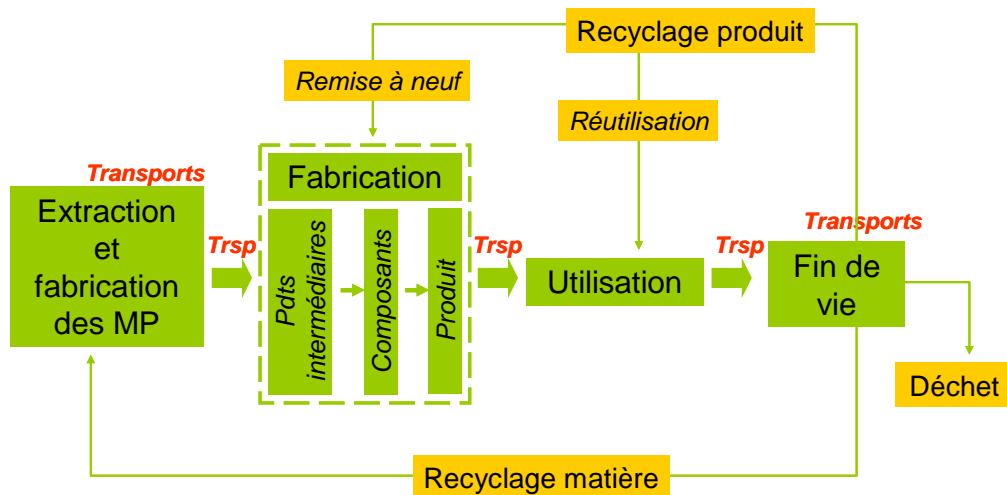 Recyclage produit
Remise à neuf
Réutilisation
Transports
Fabrication
Extraction
et
fabrication
des MP
Trsp
Pdts
intermédiaires
Composants
Produit
Trsp
Utilisation
Trsp
Transports
Fin de
vie
Déchet
Recyclage matière